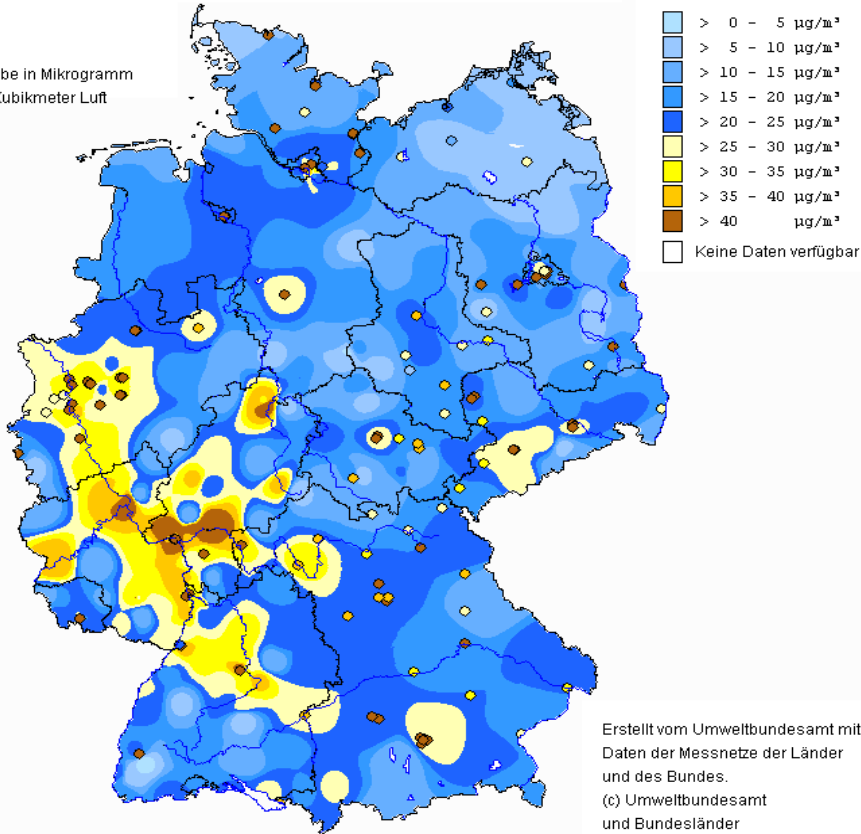 be in Mikrogramm
ubikmeter Luft
> 0 - 5 µg/m³
> 5 - 10 µg/m³
> 10 - 15 µg/m³
> 15 - 20 µg/m³
> 20 - 25 µg/m³
> 25 - 30 µg/m³
> 30 - 35 µg/m³
> 35 - 40 µg/m³
> 40 µg/m³
Keine Daten verfügbar
Erstellt vom Umweltbundesamt mit
Daten der Messnetze der Länder
und des Bundes.
(c) Umweltbundesamt
und Bundesländer